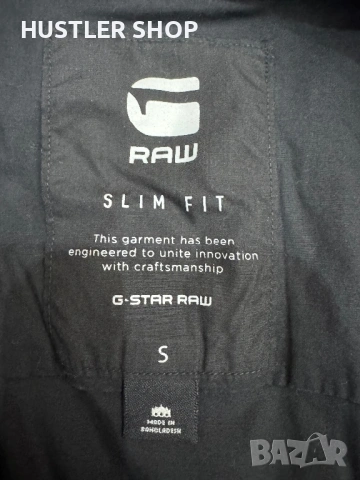 HUSTLER SHOP
RAW
SLIM FIT
This garment has been
engineered to unite innovation
with craftsmanship
G-STAR RAW
S
MADE IN
BANGLADESH
bazar